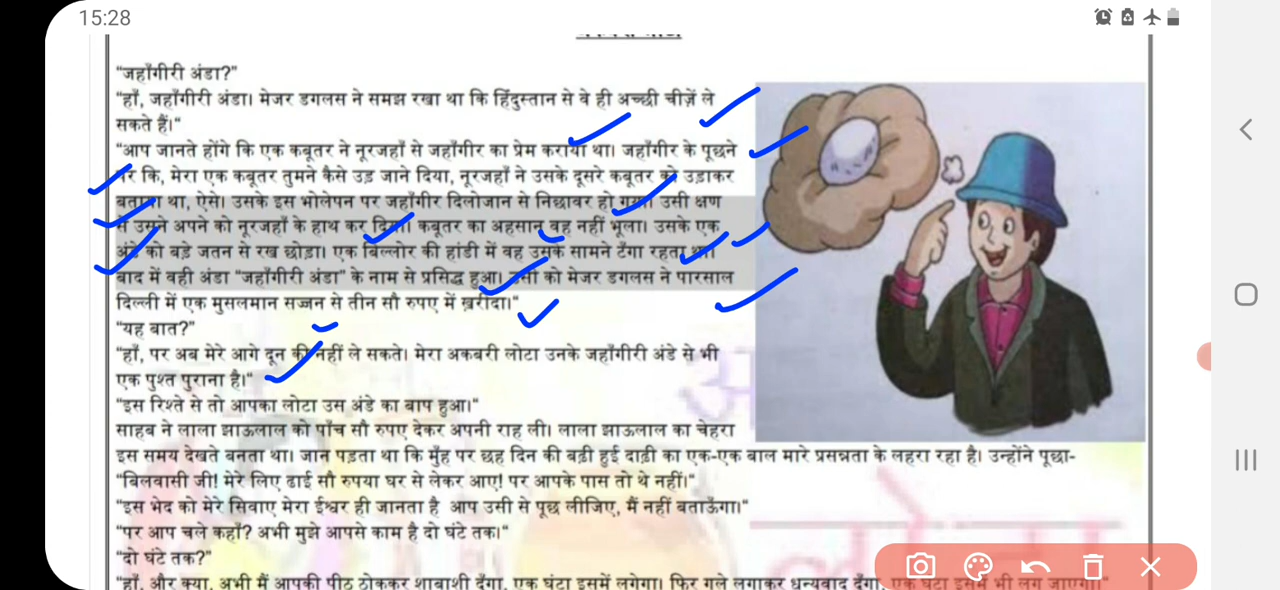 15:28
"जहाँगीरी अंडा?"
"हाँ, जहाँगीरी अंडा। मेजर डगलस ने समझ रखा था कि हिंदुस्तान से वे ही अच्छी चीज़ें ले
सकते हैं।"
"आप जानते होंगे कि एक कबूतर ने नूरजहाँ से जहाँगीर का प्रेम कराया था। जहाँगीर के पूछने
पर कि, मेरा एक कबूतर तुमने कैसे उड़ जाने दिया, नूरजहाँ ने उसके दूसरे कबूतर को उड़ाकर
बताया था, ऐसे। उसके इस भोलेपन पर जहाँगीर दिलोजान से निछावर हो गया। उसी क्षण
से उसने अपने को नूरजहाँ के हाथ कर दिया। कबूतर का अहसान वह नहीं भूला। उसके एक
अंडे को बड़े जतन से रख छोड़ा। एक बिल्लोर की हांडी में वह उसके सामने टँगा रहता था।
बाद में वही अंडा "जहाँगीरी अंडा" के नाम से प्रसिद्ध हुआ। उसी को मेजर डगलस ने पारसाल
दिल्ली में एक मुसलमान सज्जन से तीन सौ रुपए में ख़रीदा।"
"यह बात?"
"हाँ, पर अब मेरे आगे दून की नहीं ले सकते। मेरा अकबरी लोटा उनके जहाँगीरी अंडे से भी
एक पुश्त पुराना है।"
"इस रिश्ते से तो आपका लोटा उस अंडे का बाप हुआ।"
साहब ने लाला झाऊलाल को पाँच सौ रुपए देकर अपनी राह ली। लाला झाऊलाल का चेहरा
इस समय देखते बनता था। जान पड़ता था कि मुँह पर छह दिन की बढ़ी हुई दाढ़ी का एक-एक बाल मारे प्रसन्नता के लहरा रहा है। उन्होंने पूछा-
"बिलवासी जी! मेरे लिए ढाई सौ रुपया घर से लेकर आए! पर आपके पास तो थे नहीं।"
"इस भेद को मेरे सिवाए मेरा ईश्वर ही जानता है आप उसी से पूछ लीजिए, मैं नहीं बताऊँगा।"
"पर आप चले कहाँ? अभी मुझे आपसे काम है दो घंटे तक।"
"दो घंटे तक?"
"हाँ, और क्या, अभी मैं आपकी पीठ ठोककर शाबाशी दूँगा, एक घंटा इसमें लगेगा। फिर गले लगाकर धन्यवाद दूँगा, एक घंटा इसमें भी लग जाएगा।"